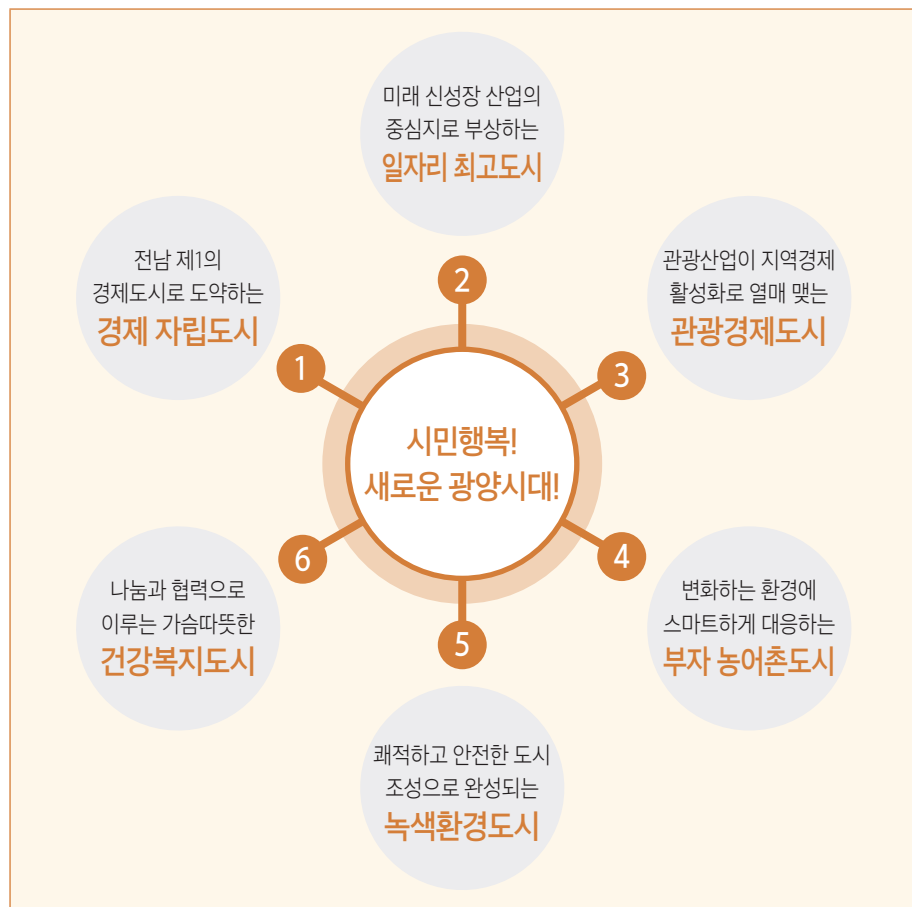 전남 제1의
경제도시로 도약하는
경제 자립도시
1
미래 신성장 산업의
중심지로 부상하는
일자리 최고도시
2
관광산업이 지역경제
활성화로 열매 맺는
관광경제도시
3
시민행복!
새로운 광양시대!
변화하는 환경에
스마트하게 대응하는
부자 농어촌도시
4
쾌적하고 안전한 도시
조성으로 완성되는
녹색환경도시
5
나눔과 협력으로
이루는 가슴따뜻한
건강복지도시
6